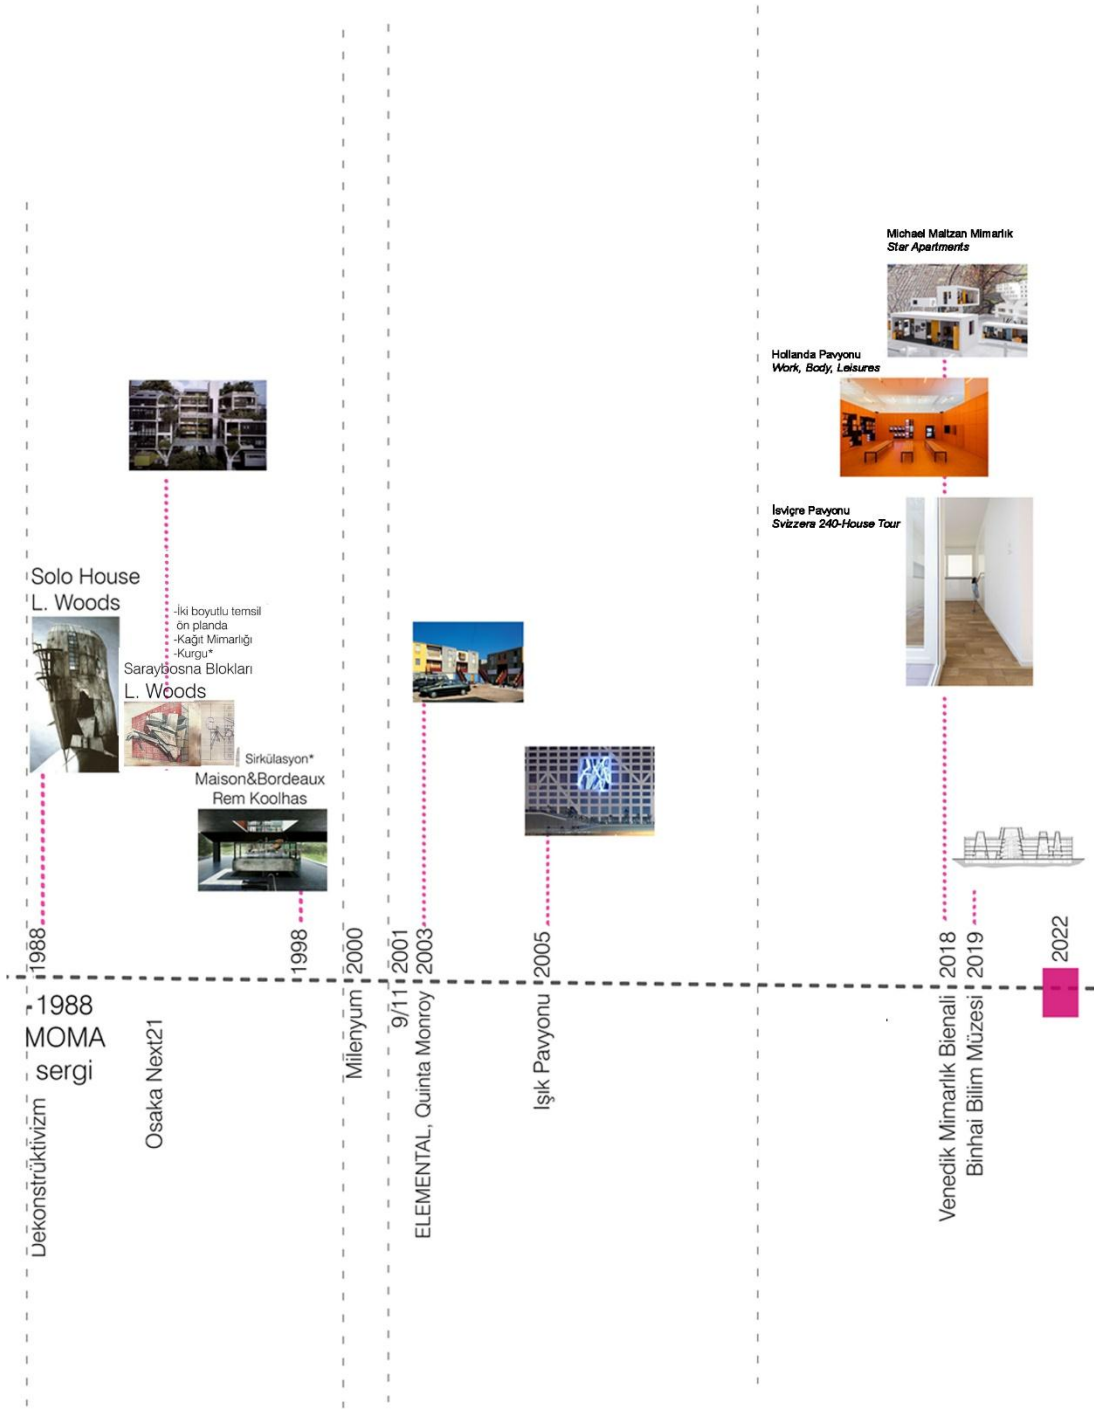 Michael Maltzan Mimarlık
Star Apartments
Hollanda Pavyonu
Work, Body, Leisures
İsviçre Pavyonu
Svizzera 240-House Tour
Solo House
L. Woods
-İki boyutlu temsil
ön planda
-Kağıt Mimarlığı
-Kurgu*
Saraybosna Blokları
L. Woods
Sirkülasyon*
Maison&Bordeaux
Rem Koolhas
1988
1998
2000
2001
2003
2005
2018
2019
2022
-1988
MOMA
sergi
Dekonstrüktivizm
Osaka Next21
Milenyum
9/11
ELEMENTAL, Quinta Monroy
Işık Pavyonu
Venedik Mimarlık Bienali
Binhai Bilim Müzesi